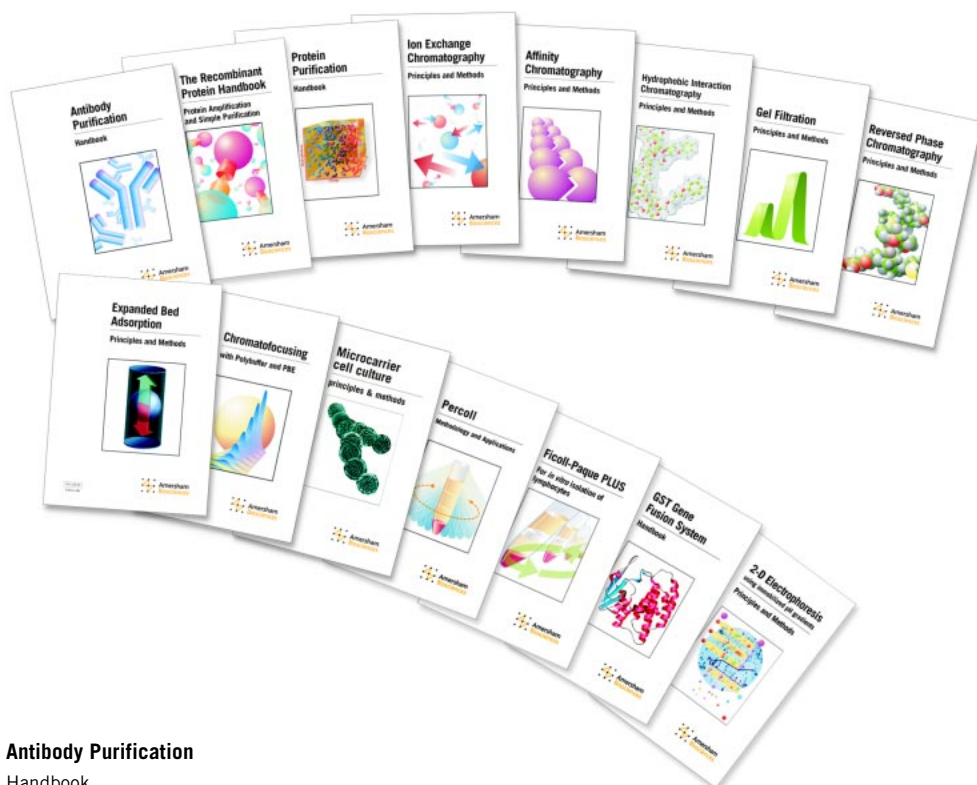 Antibody
Purification
Handbook
Amersham
Biosciences
The Recombinant
Protein Handbook
Protein Amplification
and Simple Purification
Amersham
Biosciences
Protein
Purification
Handbook
Amersham
Biosciences
Ion Exchange
Chromatography
Principles and Methods
Amersham
Biosciences
Affinity
Chromatography
Principles and Methods
Amersham
Biosciences
Hydrophobic Interaction
Chromatography
Principles and Methods
Amersham
Biosciences
Gel Filtration
Principles and Methods
Amersham
Biosciences
Reversed Phase
Chromatography
Principles and Methods
Amersham
Biosciences
Expanded Bed
Adsorption
Principles and Methods
Amersham
Biosciences
Chromatofocusing
with Polybuffer and PBE
Amersham
Biosciences
Microcarrier
cell culture
principles & methods
Amersham
Biosciences
Percoll
Methodology and Applications
Amersham
Biosciences
Ficoll-Paque PLUS
For in vitro isolation of
lymphocytes
Amersham
Biosciences
GST Gene
Fusion System
Handbook
Amersham
Biosciences
2-D Electrophoresis
using immobilized pH gradients
Principles and Methods
Amersham
Biosciences
Antibody Purification
Handbook